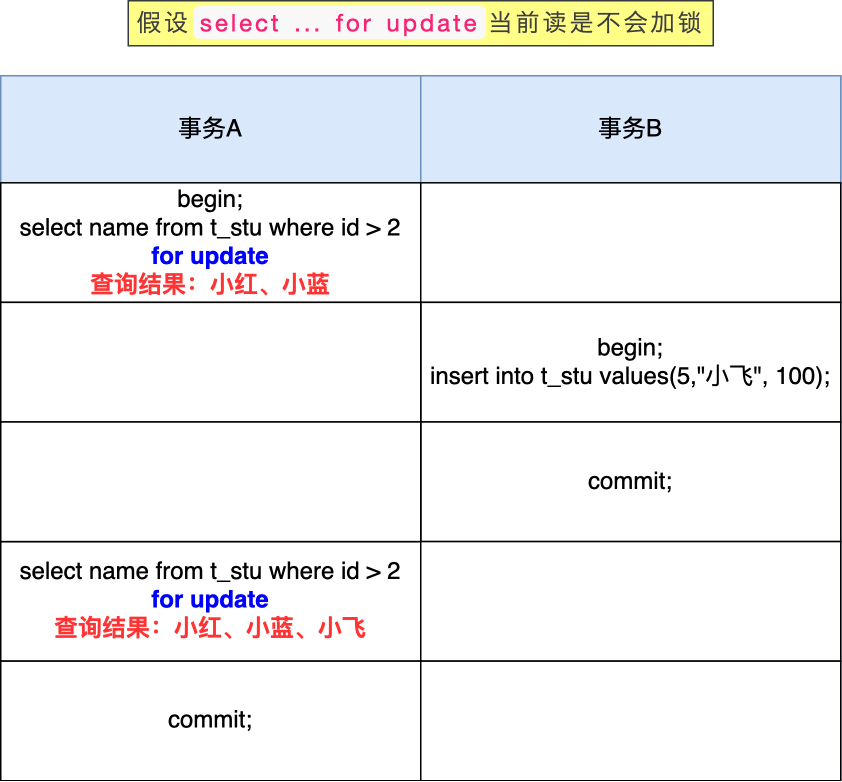 假设 select ... for update 当前读是不会加锁
事务A
事务B
begin;
select name from t_stu where id > 2
for update
查询结果：小红、小蓝
begin;
insert into t_stu values(5,"小飞", 100);
commit;
select name from t_stu where id > 2
for update
查询结果：小红、小蓝、小飞
commit;